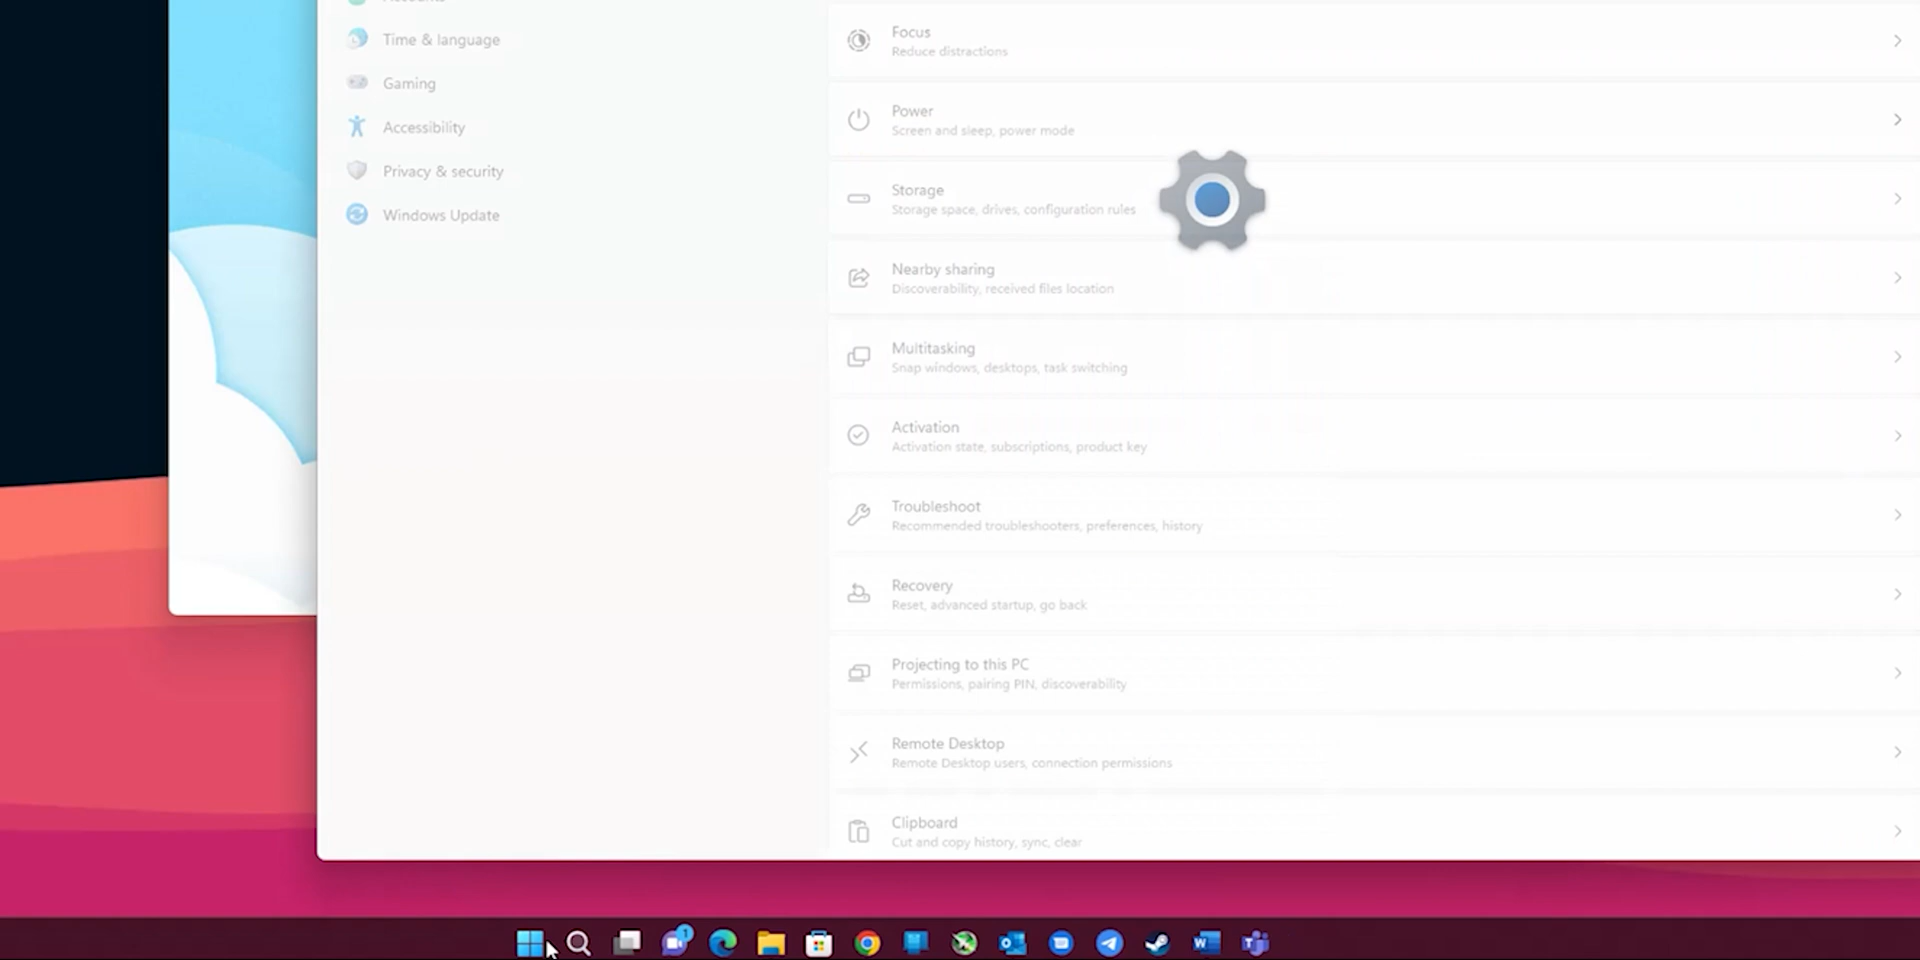 Accounts
Time & language
Gaming
Accessibility
Privacy & security
Windows Update
Focus
Reduce distractions
Power
Screen and sleep, power mode
Storage
Storage space, drives, configuration rules
Nearby sharing
Discoverability, received files location
Multitasking
Snap windows, desktops, task switching
Activation
Activation state, subscriptions, product key
Troubleshoot
Recommended troubleshooters, preferences, history
Recovery
Reset, advanced startup, go back
Projecting to this PC
Permissions, pairing PIN, discoverability
Remote Desktop
Remote Desktop users, connection permissions
Clipboard
Cut and copy history, sync, clear
1